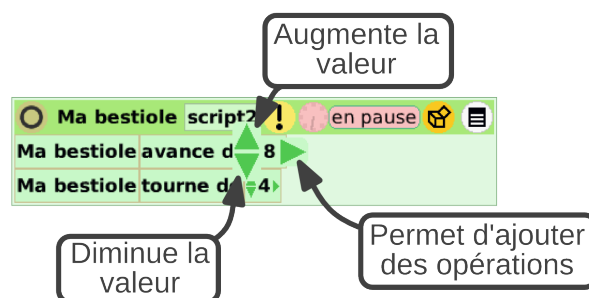 Augmente la
valeur
Ma bestiole script2 ! en pause
Ma bestiole avance d 8
Ma bestiole tourne d 4
Diminue la
valeur
Permet d'ajouter
des opérations